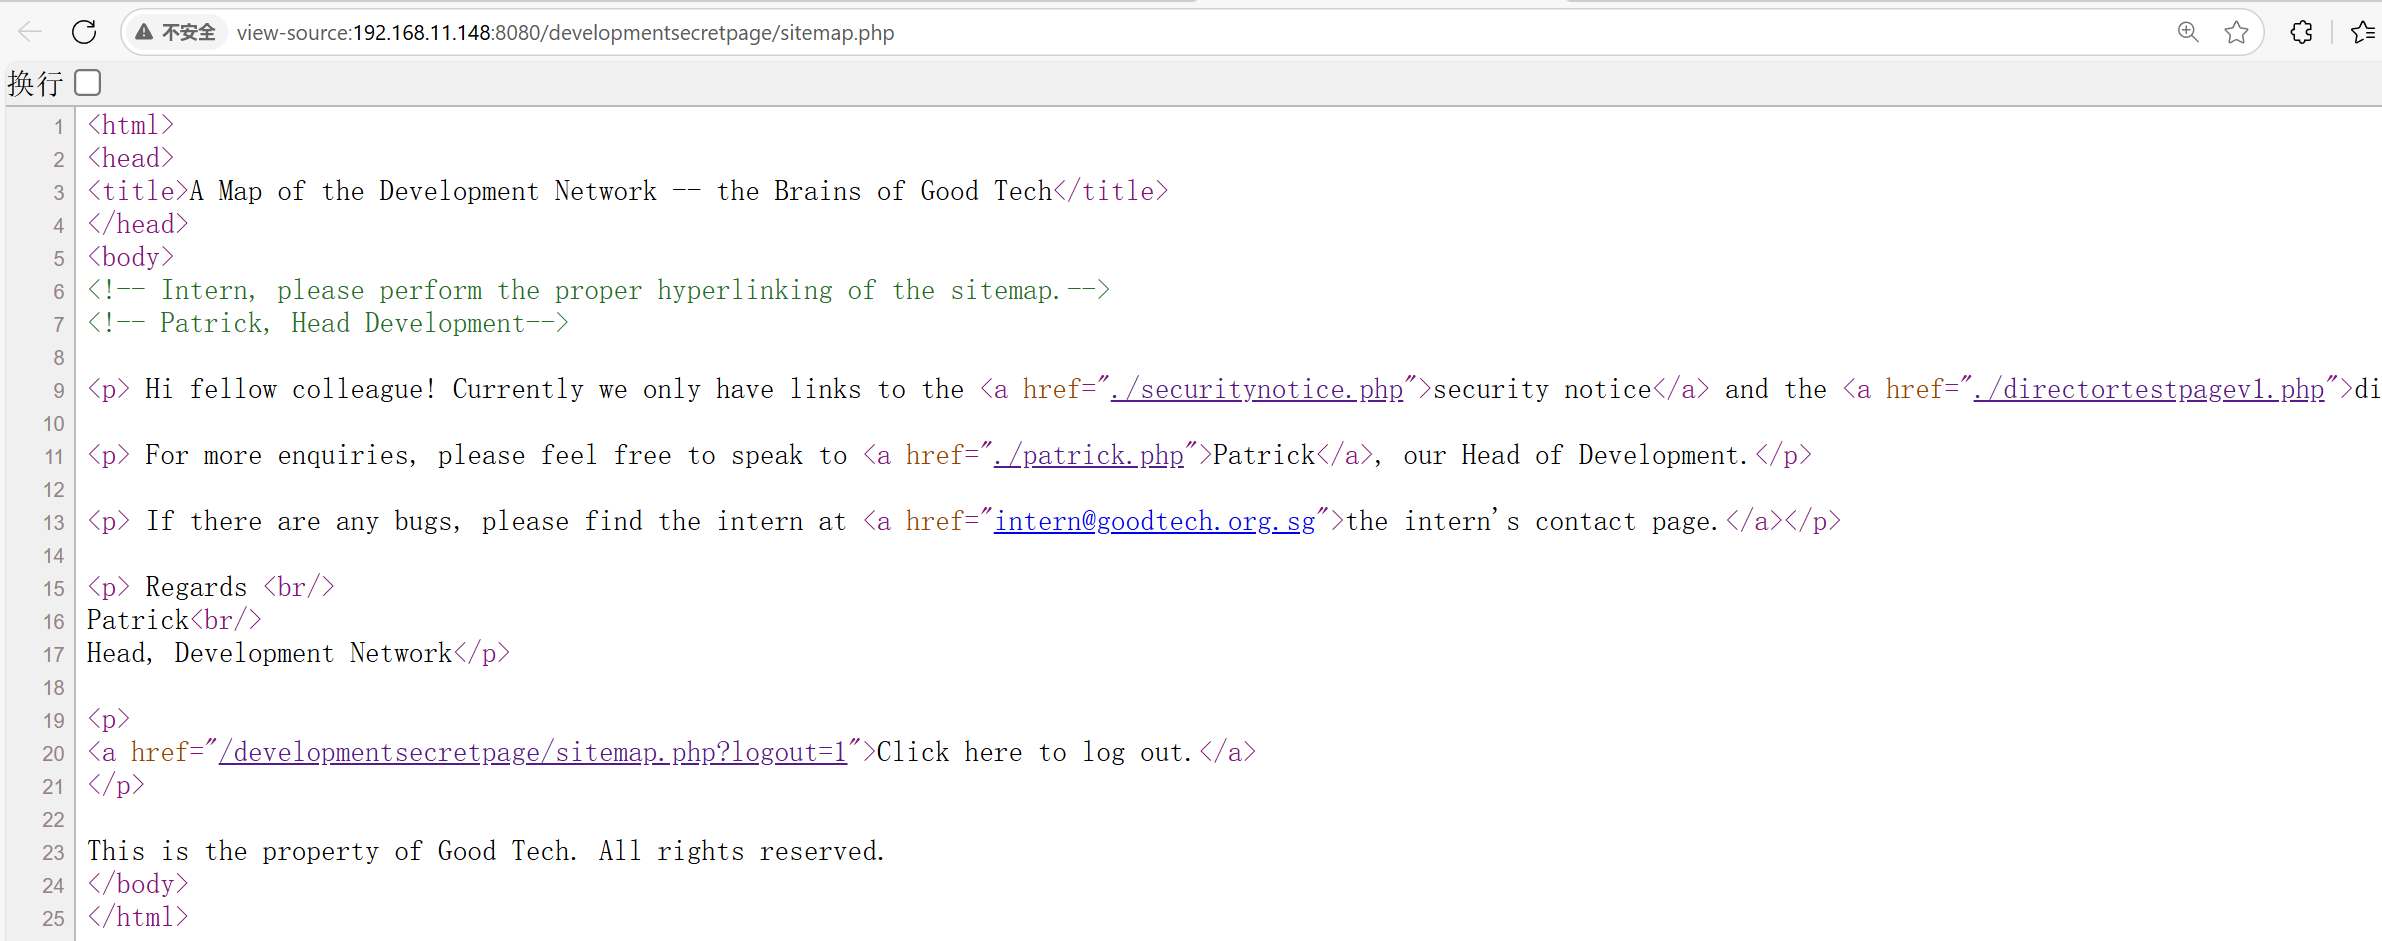 不安全 view-source:192.168.11.148:8080/developmentsecretpage/sitemap.php
换行
1 <html>
2 <head>
3 <title>A Map of the Development Network -- the Brains of Good Tech</title>
4 </head>
5 <body>
6 <!-- Intern, please perform the proper hyperlinking of the sitemap.-->
7 <!-- Patrick, Head Development-->
8
9 <p> Hi fellow colleague! Currently we only have links to the <a href="./securitynotice.php">security notice</a> and the <a href="./directortestpagev1.php">di
10
11 <p> For more enquiries, please feel free to speak to <a href="./patrick.php">Patrick</a>, our Head of Development.</p>
12
13 <p> If there are any bugs, please find the intern at <a href="intern@goodtech.org.sg">the intern's contact page.</a></p>
14
15 <p> Regards <br/>
16 Patrick<br/>
17 Head, Development Network</p>
18
19 <p>
20 <a href="/developmentsecretpage/sitemap.php?logout=1">Click here to log out.</a>
21 </p>
22
23 This is the property of Good Tech. All rights reserved.
24 </body>
25 </html>